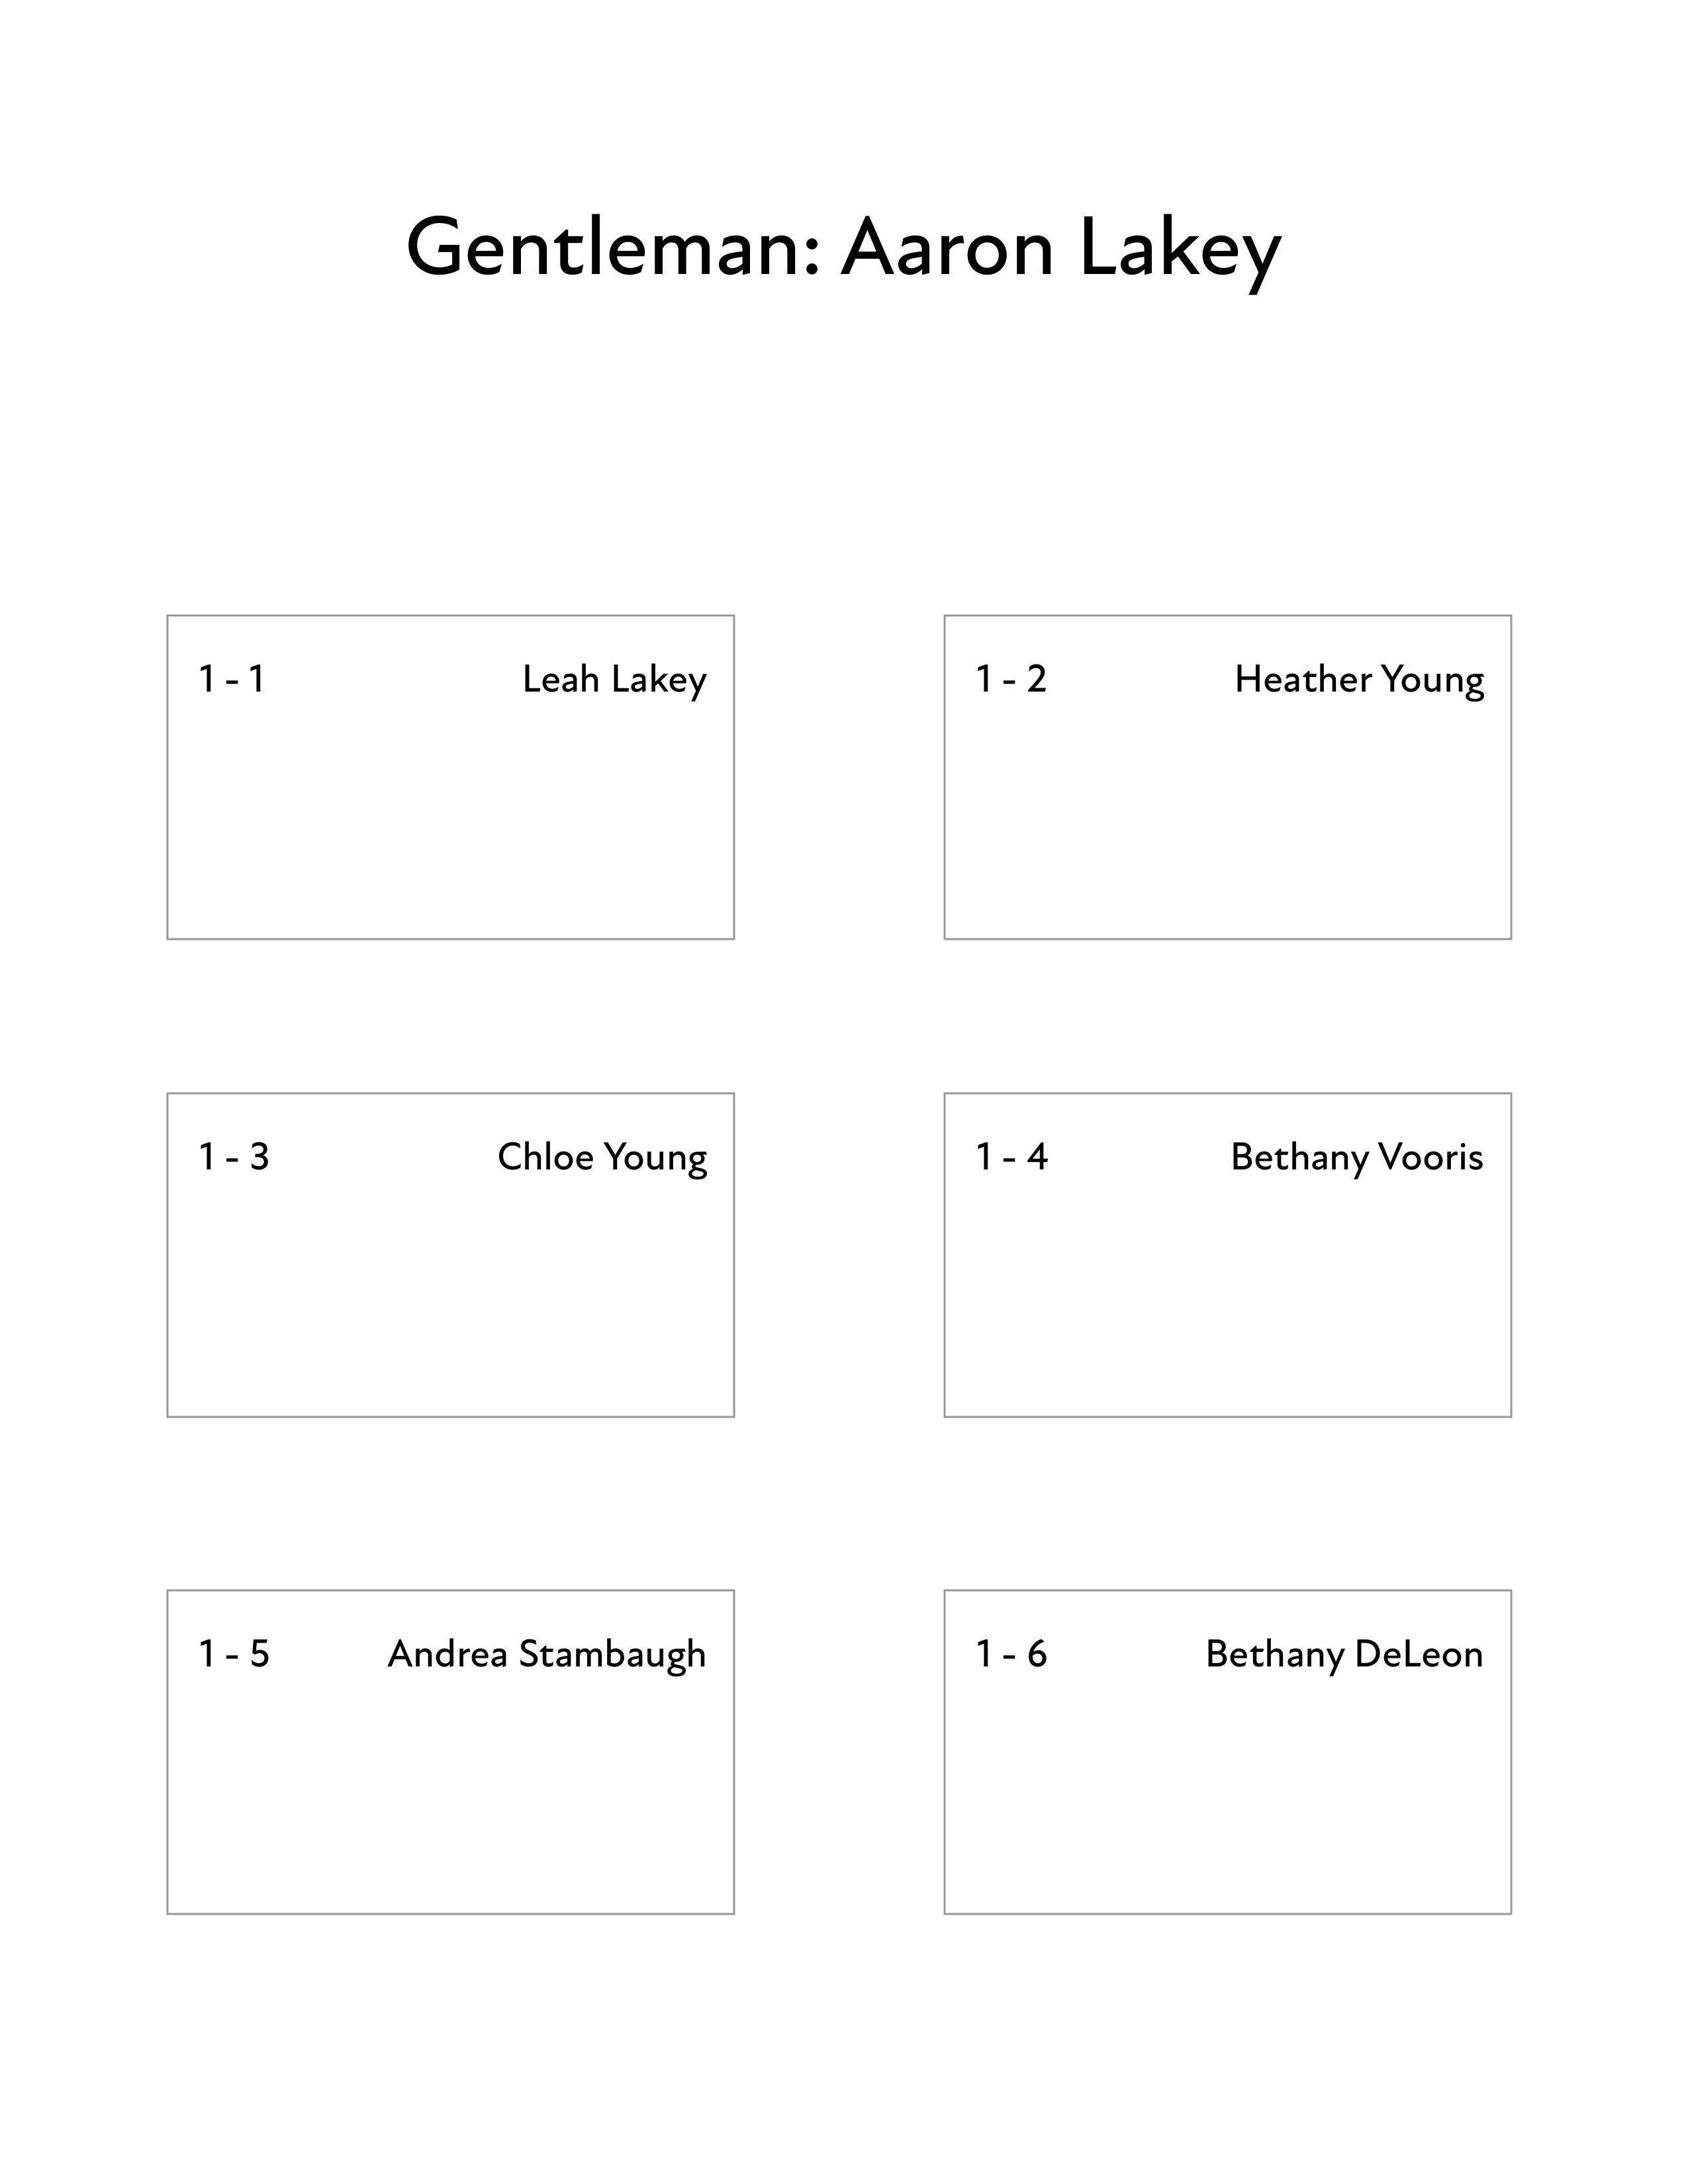 Gentleman: Aaron Lakey
1 - 1 Leah Lakey
1 - 2 Heather Young
1 - 3 Chloe Young
1 - 4 Bethany Vooris
1 - 5 Andrea Stambaugh
1 - 6 Bethany DeLeon